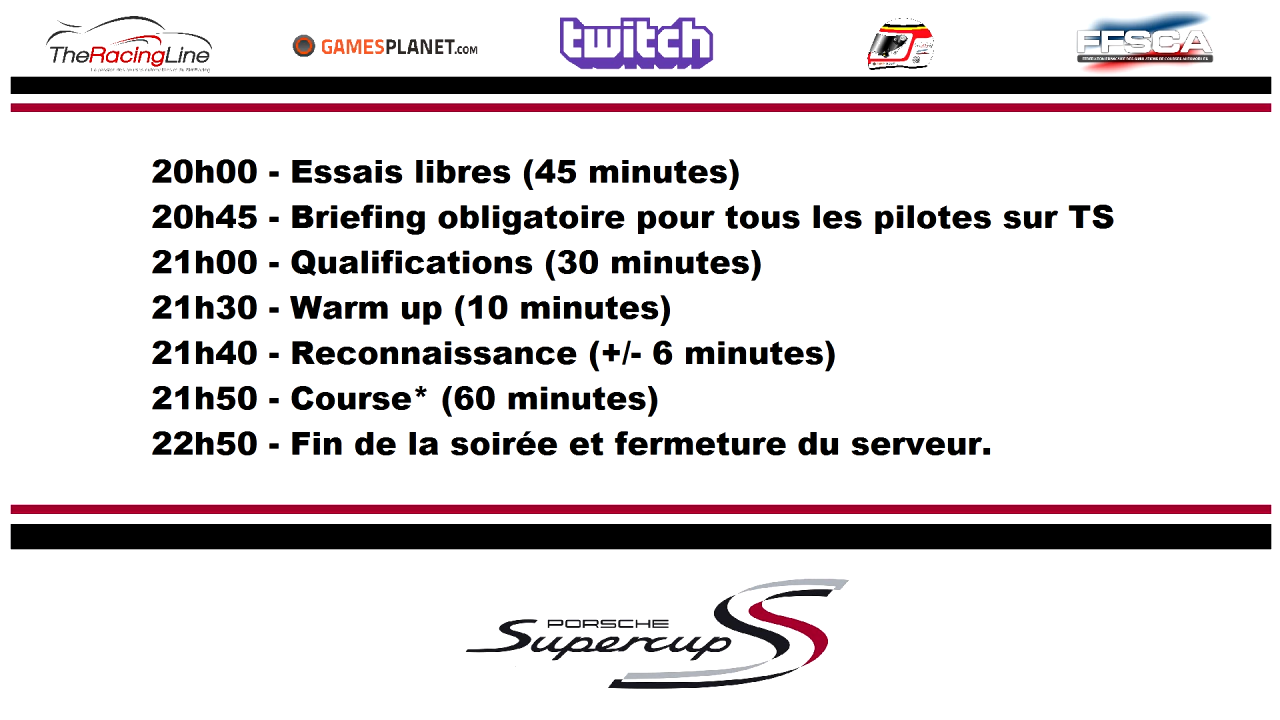 TheRacingLine
GAMESPLANET.COM
twitch
FFSCA
20h00 - Essais libres (45 minutes)
20h45 - Briefing obligatoire pour tous les pilotes sur TS
21h00 - Qualifications (30 minutes)
21h30 - Warm up (10 minutes)
21h40 - Reconnaissance (+/- 6 minutes)
21h50 - Course* (60 minutes)
22h50 - Fin de la soirée et fermeture du serveur.
PORSCHE
Supercup